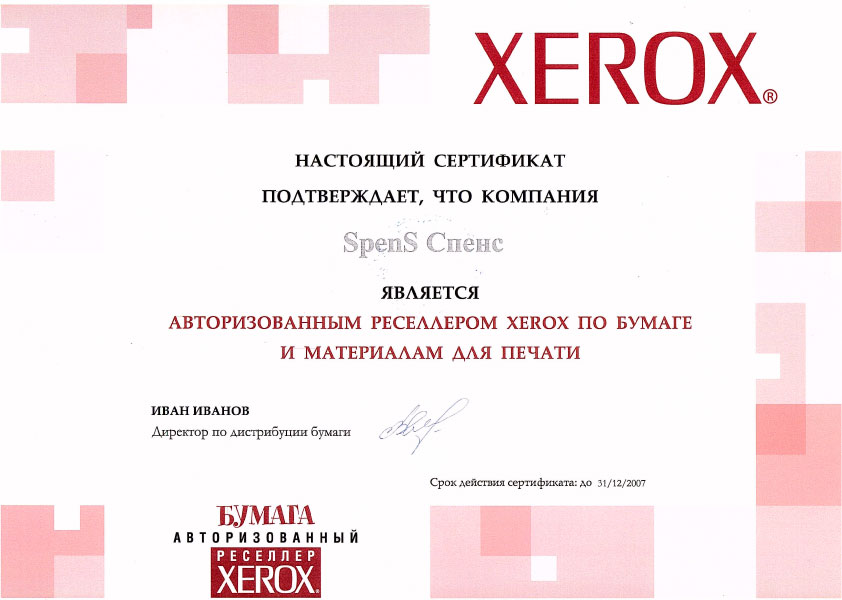 XEROX®
НАСТОЯЩИЙ СЕРТИФИКАТ
ПОДТВЕРЖДАЕТ, ЧТО КОМПАНИЯ
SpenS Спенс
ЯВЛЯЕТСЯ
АВТОРИЗОВАННЫМ РЕСЕЛЛЕРОМ XEROX ПО БУМАГЕ
И МАТЕРИАЛАМ ДЛЯ ПЕЧАТИ
ИВАН ИВАНОВ
Директор по дистрибуции бумаги
Срок действия сертификата: до 31/12/2007
БУМАГА
АВТОРИЗОВАННЫЙ
РЕСЕЛЛЕР
XEROX®